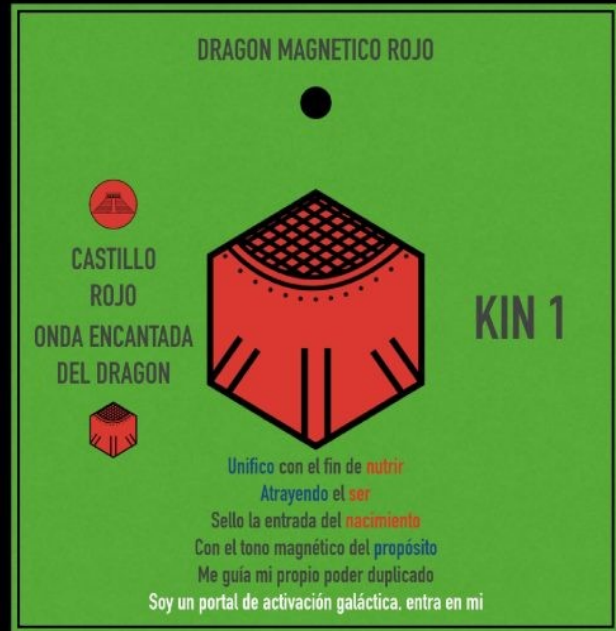 DRAGON MAGNETICO ROJO
CASTILLO
ROJO
ONDA ENCANTADA
DEL DRAGON
KIN 1
Unifico con el fin de nutrir
Atrayendo el ser
Sello la entrada del nacimiento
Con el tono magnético del propósito
Me guía mi propio poder duplicado
Soy un portal de activación galáctica, entra en mi